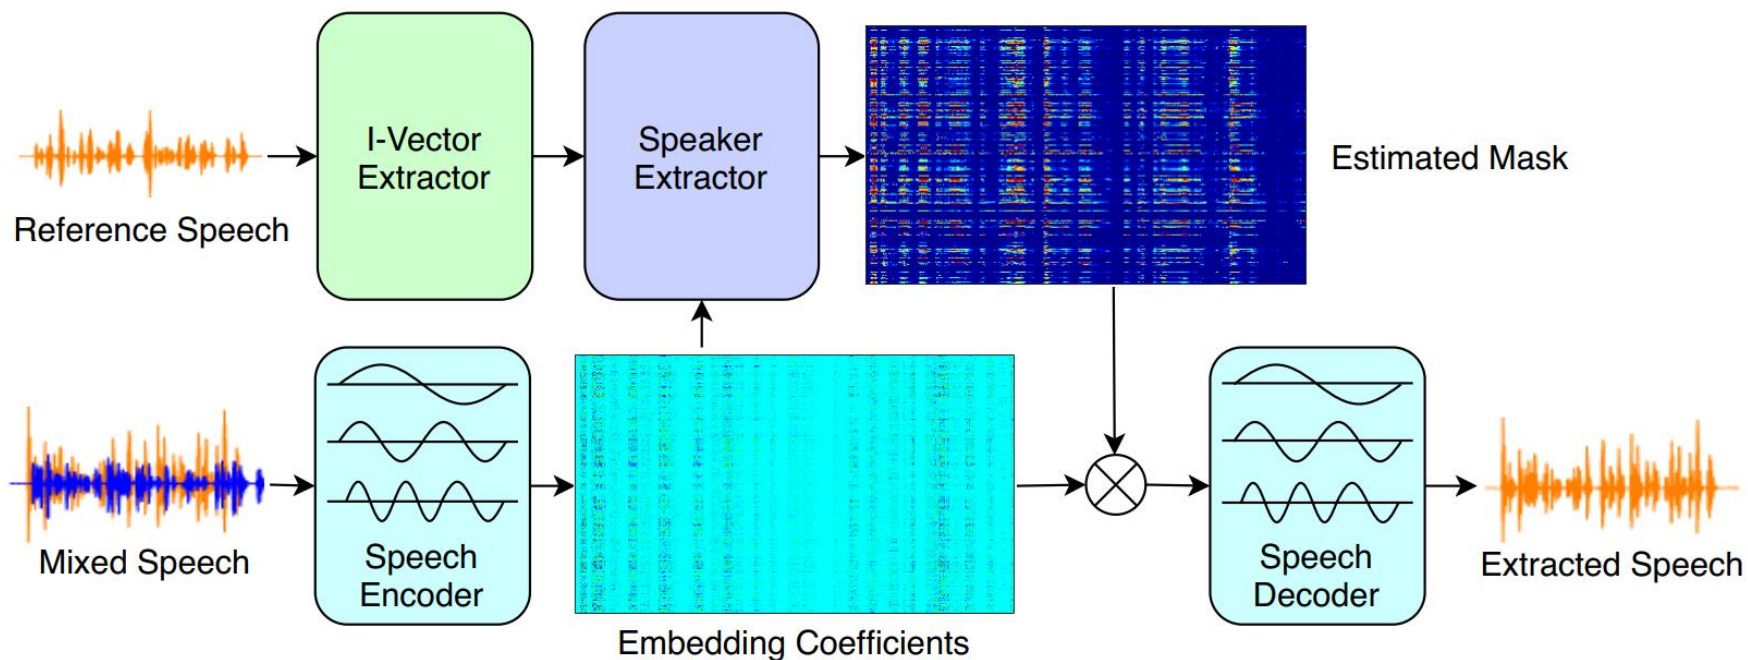 I-Vector
Extractor
Speaker
Extractor
Estimated Mask
Reference Speech
Mixed Speech
Speech
Encoder
Embedding Coefficients
Speech
Decoder
Extracted Speech